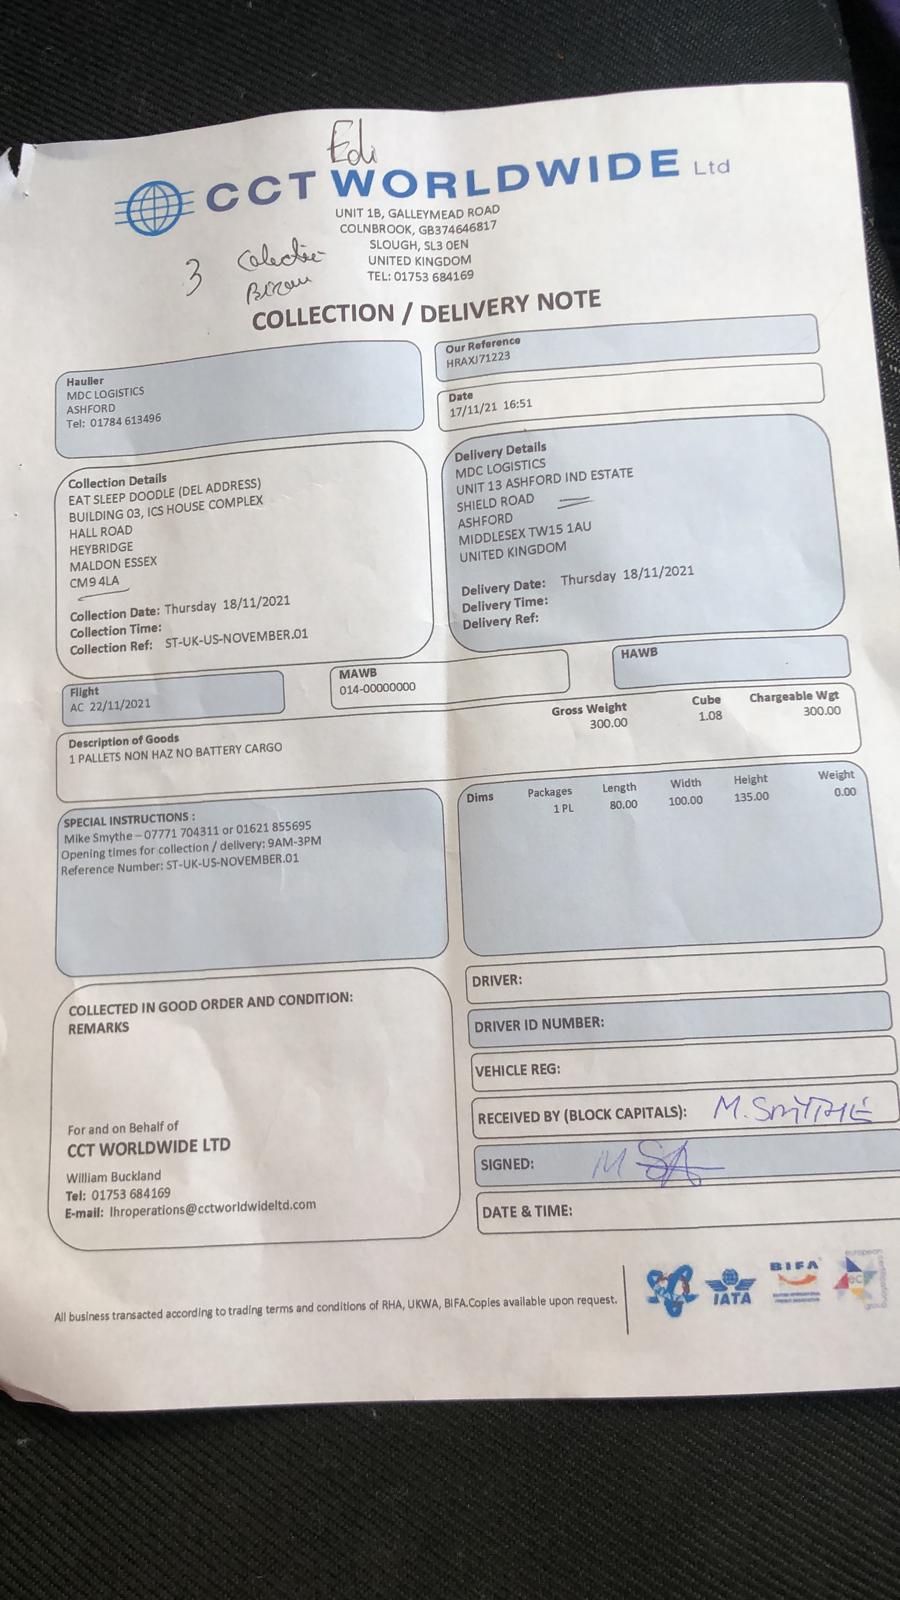 Edi
CCT WORLDWIDE Ltd
UNIT 1B, GALLEYMEAD ROAD
COLNBROOK, GB374646817
SLOUGH, SL3 0EN
UNITED KINGDOM
TEL: 01753 684169
3
COLLECTION / DELIVERY NOTE
Haulier
MDC LOGISTICS
ASHFORD
Tel: 01784 613496
Our Reference
HRAXJ71223
Date
17/11/21 16:51
Collection Details
EAT SLEEP DOODLE (DEL ADDRESS)
BUILDING 03, ICS HOUSE COMPLEX
HALL ROAD
HEYBRIDGE
MALDON ESSEX
CM9 4LA
Collection Date: Thursday 18/11/2021
Collection Time:
Collection Ref: ST-UK-US-NOVEMBER.01
Delivery Details
MDC LOGISTICS
UNIT 13 ASHFORD IND ESTATE
SHIELD ROAD
ASHFORD
MIDDLESEX TW15 1AU
UNITED KINGDOM
Delivery Date: Thursday 18/11/2021
Delivery Time:
Delivery Ref:
Flight
AC 22/11/2021
MAWB
014-00000000
HAWB
Description of Goods
1 PALLETS NON HAZ NO BATTERY CARGO
Gross Weight Cube Chargeable Wgt
300.00 1.08 300.00
SPECIAL INSTRUCTIONS :
Mike Smythe – 07771 704311 or 01621 855695
Opening times for collection / delivery: 9AM-3PM
Reference Number: ST-UK-US-NOVEMBER.01
Dims Packages Length Width Height Weight
1 PL 80.00 100.00 135.00 0.00
COLLECTED IN GOOD ORDER AND CONDITION:
REMARKS
For and on Behalf of
CCT WORLDWIDE LTD
William Buckland
Tel: 01753 684169
E-mail: lhroperations@cctworldwideltd.com
DRIVER:
DRIVER ID NUMBER:
VEHICLE REG:
RECEIVED BY (BLOCK CAPITALS): M. SMYTHE
SIGNED:
DATE & TIME:
All business transacted according to trading terms and conditions of RHA, UKWA, BIFA.Copies available upon request.
IATA
BIFA